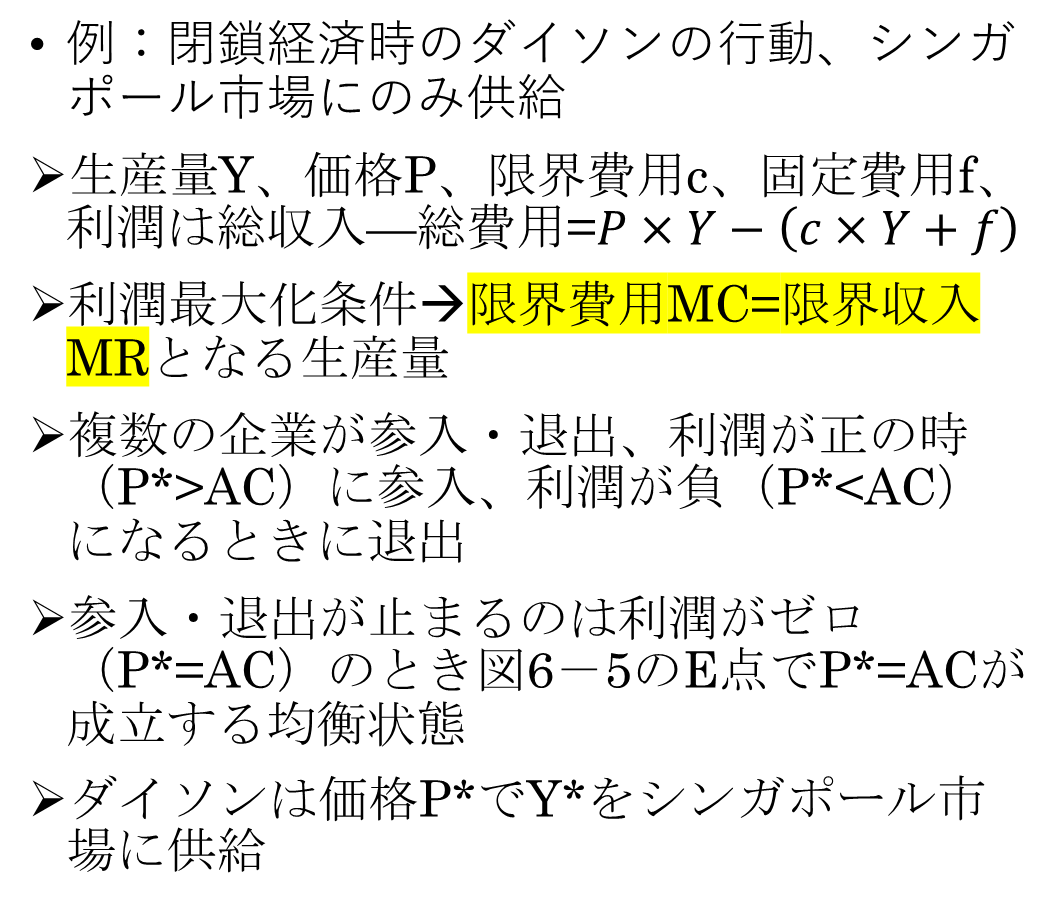 • 例：閉鎖経済時のダイソンの行動、シンガ
ポール市場にのみ供給
➢生産量Y、価格P、限界費用c、固定費用f、
利潤は総収入―総費用=P × Y − (c × Y + f)
➢利潤最大化条件→限界費用MC=限界収入
MRとなる生産量
➢複数の企業が参入・退出、利潤が正の時
（P*>AC）に参入、利潤が負（P*<AC）
になるときに退出
➢参入・退出が止まるのは利潤がゼロ
（P*=AC）のとき図6－5のE点でP*=ACが
成立する均衡状態
➢ダイソンは価格P*でY*をシンガポール市
場に供給